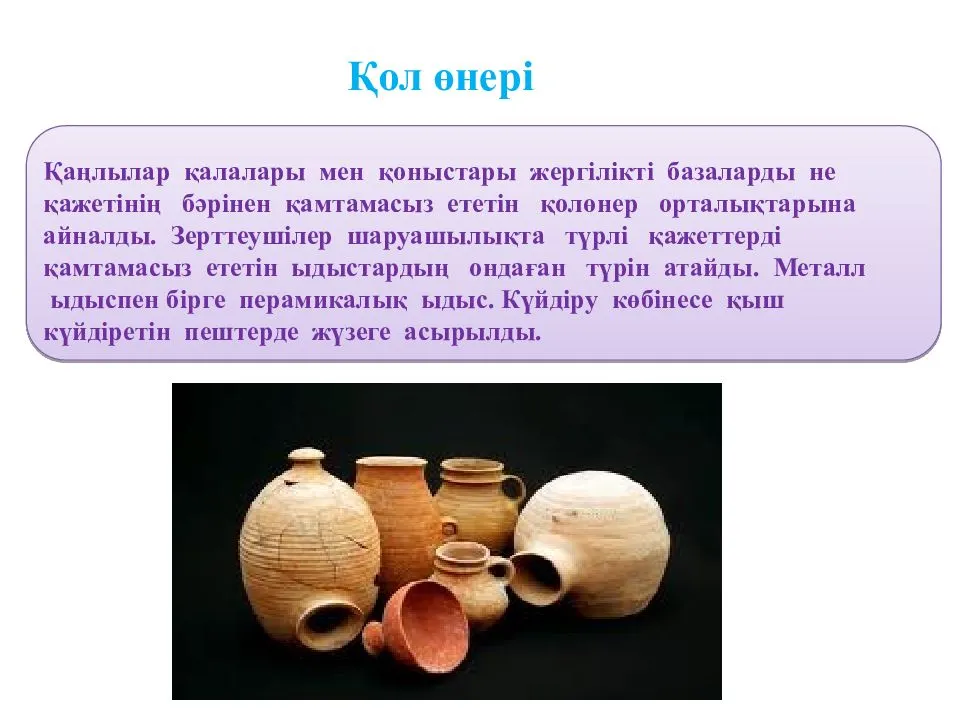 Қол өнері
Қаңлылар қалалары мен қоныстары жергілікті базаларды не
қажетінің бәрінен қамтамасыз ететін қолөнер орталықтарына
айналды. Зерттеушілер шаруашылықта түрлі қажеттерді
қамтамасыз ететін ыдыстардың ондаған түрін атайды. Металл
ыдыспен бірге перамикалық ыдыс. Күйдіру көбінесе қыш
күйдіретін пештерде жүзеге асырылды.